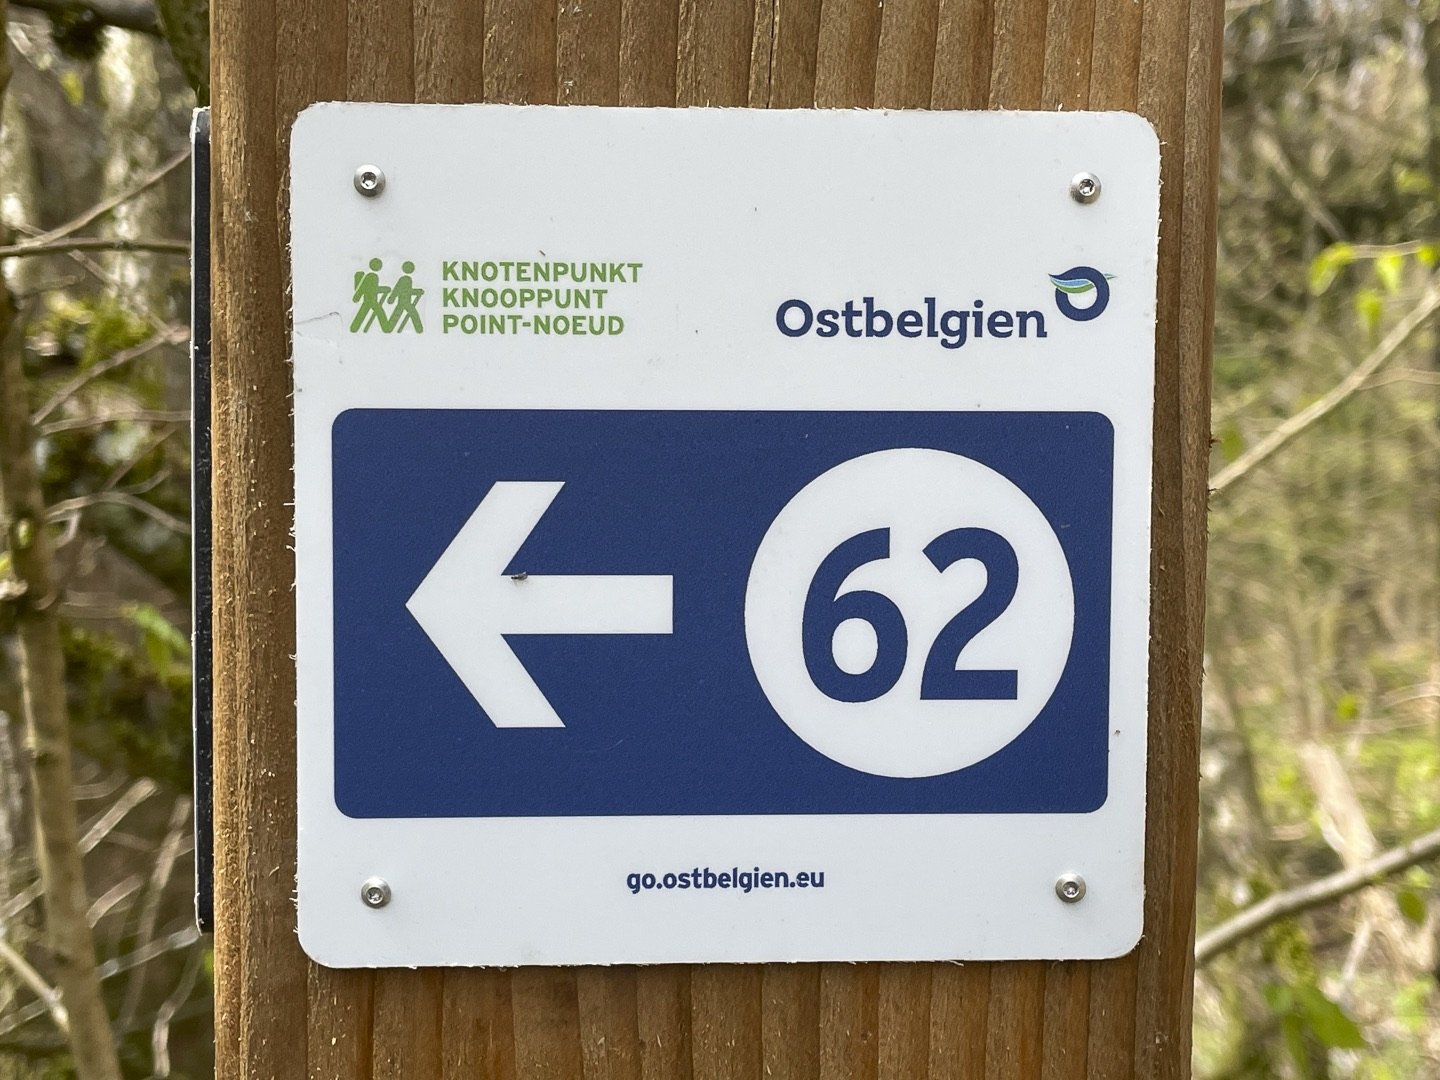 KNOTENPUNKT
KNOOPPUNT
POINT-NOEUD
Ostbelgien
62
go.ostbelgien.eu